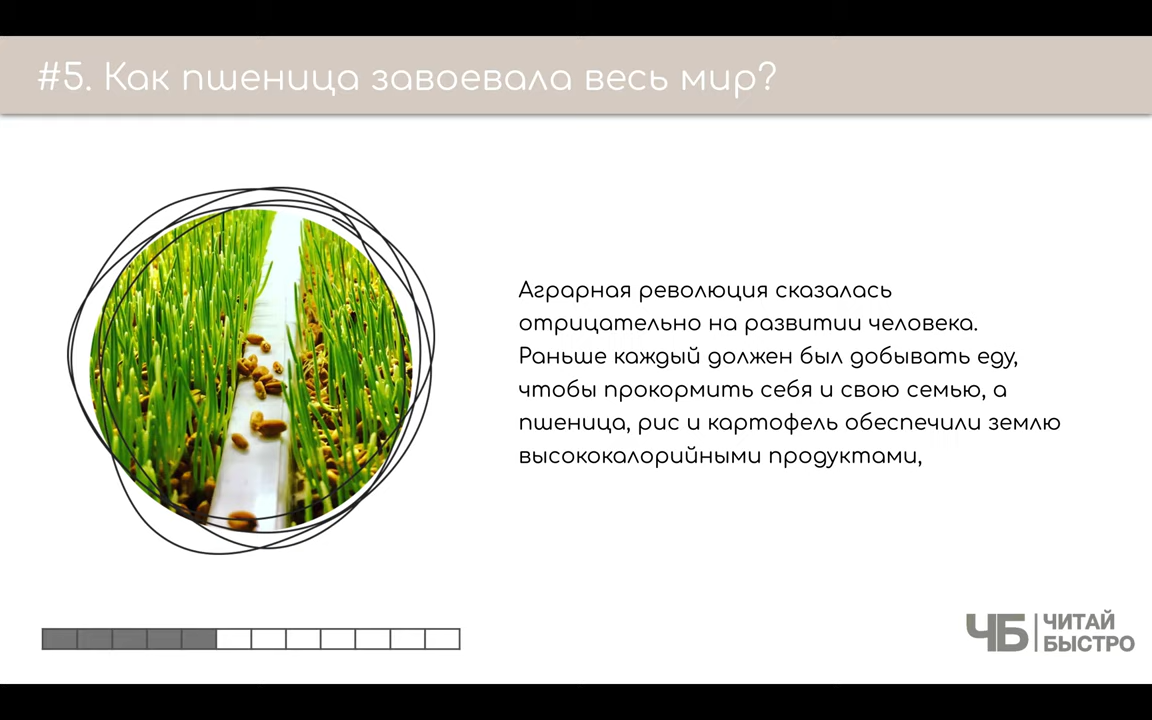 #5. Как пшеница завоевала весь мир?
Аграрная революция сказалась
отрицательно на развитии человека.
Раньше каждый должен был добывать еду,
чтобы прокормить себя и свою семью, а
пшеница, рис и картофель обеспечили землю
высококалорийными продуктами,
ЧБ
ЧИТАЙ
БЫСТРО